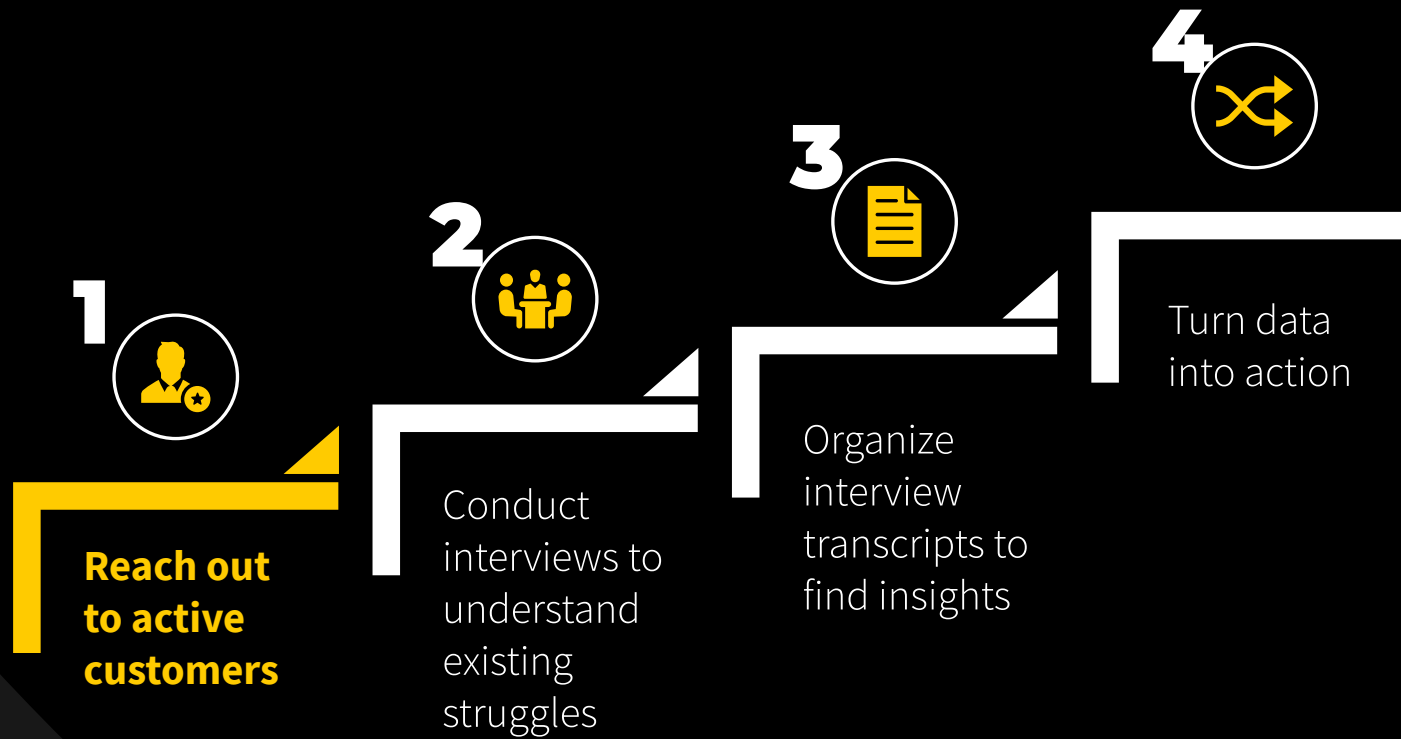 1
Reach out
to active
customers
2
Conduct
interviews to
understand
existing
struggles
3
Organize
interview
transcripts to
find insights
4
Turn data
into action